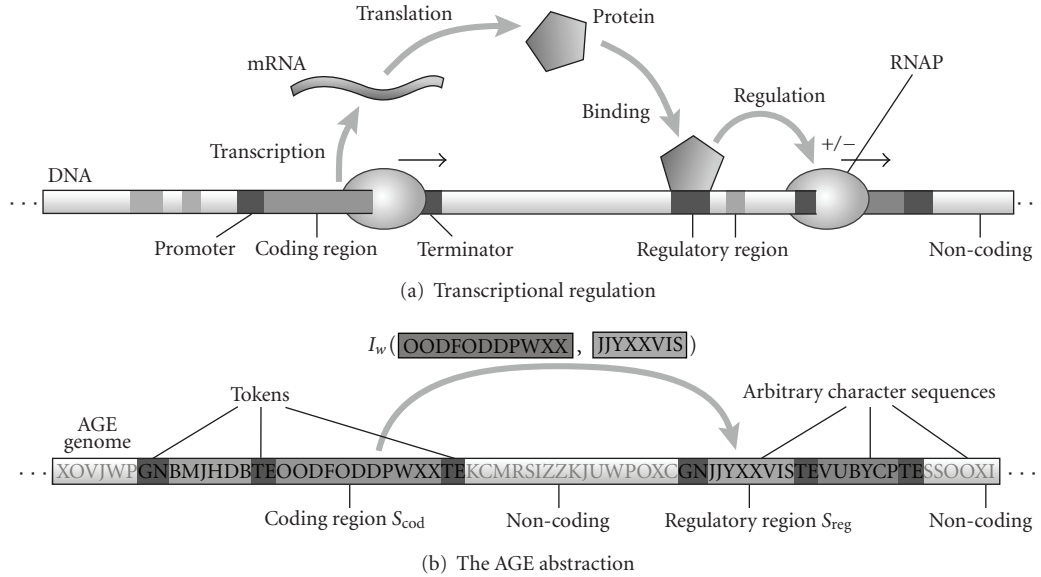 Translation
Protein
mRNA
RNAP
Binding
Regulation
+/−
Transcription
DNA
. . .
. . .
Promoter
Coding region
Terminator
Regulatory region
Non-coding
(a) Transcriptional regulation
I_w( OODFODDPWXX , JJYXXVIS )
Tokens
Arbitrary character sequences
AGE
genome
. . . XOVJWPGNBMJHDBTEOODFODDPWXXTEKCMRSIZZKJUWPOXCGNJJYXXVISTEVUBYCPTESSOOXI . . .
Coding region S_cod
Non-coding
Regulatory region S_reg
Non-coding
(b) The AGE abstraction